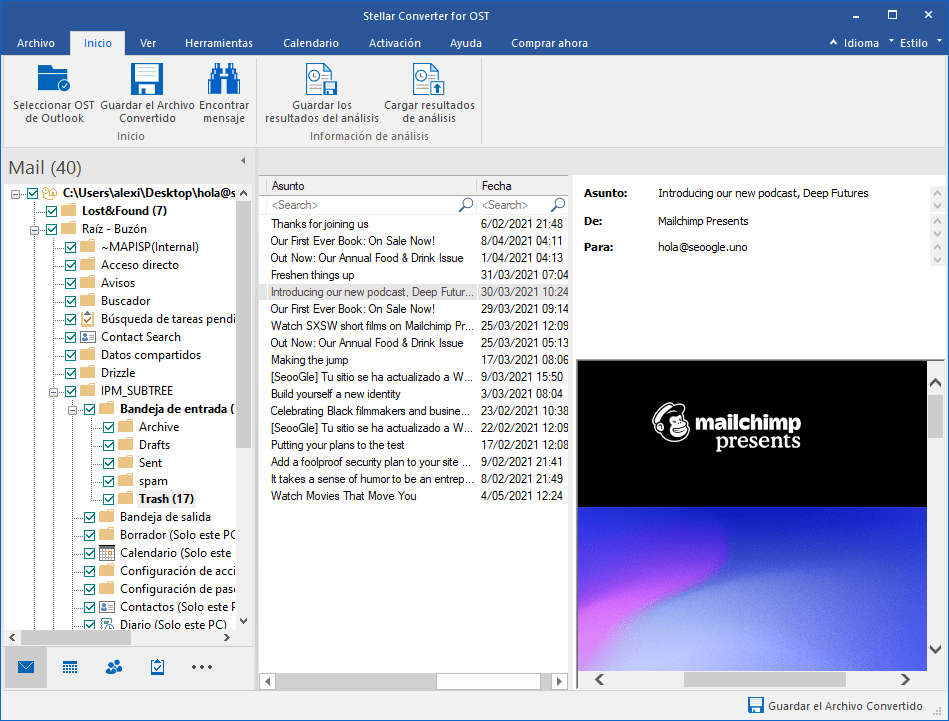 Stellar Converter for OST
Archivo Inicio Ver Herramientas Calendario Activación Ayuda Comprar ahora Idioma Estilo
Seleccionar OST de Outlook
Guardar el Archivo Convertido
Encontrar mensaje
Inicio
Guardar los resultados del análisis
Cargar resultados de análisis
Información de análisis
Mail (40)
C:\Users\alexi\Desktop\hola@s
Lost&Found (7)
Raíz - Buzón
~MAPISP(Internal)
Acceso directo
Avisos
Buscador
Búsqueda de tareas pendi
Contact Search
Datos compartidos
Drizzle
IPM_SUBTREE
Bandeja de entrada (
Archive
Drafts
Sent
spam
Trash (17)
Bandeja de salida
Borrador (Solo este PC
Calendario (Solo este
Configuración de acci
Configuración de paso
Contactos (Solo este P
Diario (Solo este PC)
Asunto Fecha
<Search> <Search>
Thanks for joining us 6/02/2021 21:48
Our First Ever Book: On Sale Now! 8/04/2021 04:11
Out Now: Our Annual Food & Drink Issue 1/04/2021 04:13
Freshen things up 31/03/2021 07:04
Introducing our new podcast, Deep Futur... 30/03/2021 10:24
Our First Ever Book: On Sale Now! 29/03/2021 09:14
Watch SXSW short films on Mailchimp Pr... 25/03/2021 12:09
Out Now: Our Annual Food & Drink Issue 25/03/2021 05:13
Making the jump 17/03/2021 08:06
[SeooGle] Tu sitio se ha actualizado a W... 9/03/2021 15:50
Build yourself a new identity 3/03/2021 08:04
Celebrating Black filmmakers and busine... 23/02/2021 10:38
[SeooGle] Tu sitio se ha actualizado a W... 22/02/2021 12:09
Putting your plans to the test 17/02/2021 12:08
Add a foolproof security plan to your site ... 9/02/2021 21:41
It takes a sense of humor to be an entrep... 8/02/2021 21:49
Watch Movies That Move You 4/05/2021 12:24
Asunto: Introducing our new podcast, Deep Futures
De: Mailchimp Presents
Para: hola@seoogle.uno
mailchimp
presents
Guardar el Archivo Convertido